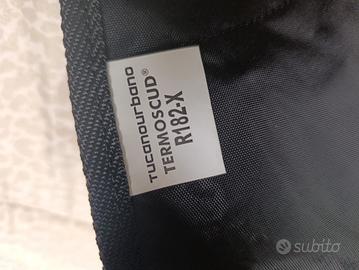 Tucanourbano
TERMOSCUD®
R182-X
subito